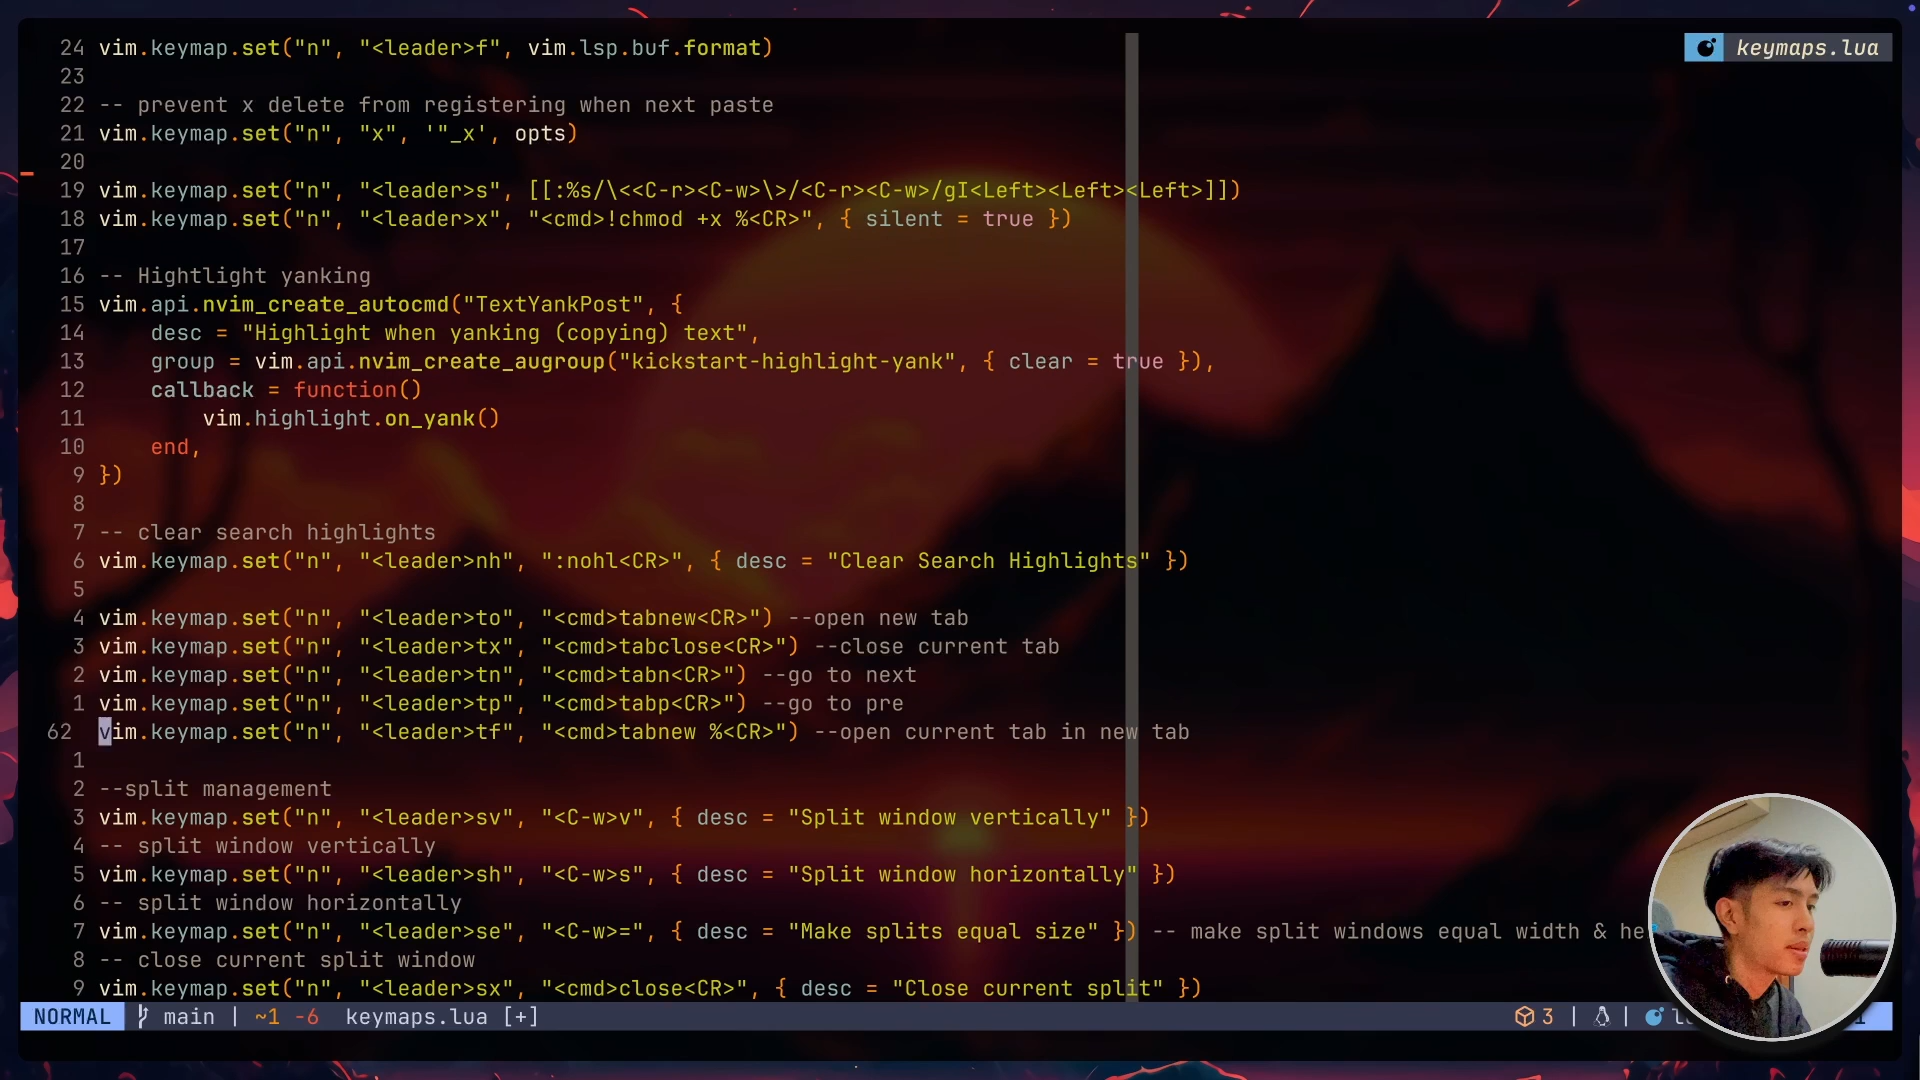 keymaps.lua
24 vim.keymap.set("n", "<leader>f", vim.lsp.buf.format)
23
22 -- prevent x delete from registering when next paste
21 vim.keymap.set("n", "x", '"_x', opts)
20
19 vim.keymap.set("n", "<leader>s", [[:%s/\<<C-r><C-w>\>/<C-r><C-w>/gI<Left><Left><Left>]])
18 vim.keymap.set("n", "<leader>x", "<cmd>!chmod +x %<CR>", { silent = true })
17
16 -- Hightlight yanking
15 vim.api.nvim_create_autocmd("TextYankPost", {
14     desc = "Highlight when yanking (copying) text",
13     group = vim.api.nvim_create_augroup("kickstart-highlight-yank", { clear = true }),
12     callback = function()
11         vim.highlight.on_yank()
10     end,
9 })
8
7 -- clear search highlights
6 vim.keymap.set("n", "<leader>nh", ":nohl<CR>", { desc = "Clear Search Highlights" })
5
4 vim.keymap.set("n", "<leader>to", "<cmd>tabnew<CR>") --open new tab
3 vim.keymap.set("n", "<leader>tx", "<cmd>tabclose<CR>") --close current tab
2 vim.keymap.set("n", "<leader>tn", "<cmd>tabn<CR>") --go to next
1 vim.keymap.set("n", "<leader>tp", "<cmd>tabp<CR>") --go to pre
62 vim.keymap.set("n", "<leader>tf", "<cmd>tabnew %<CR>") --open current tab in new tab
1
2 --split management
3 vim.keymap.set("n", "<leader>sv", "<C-w>v", { desc = "Split window vertically" })
4 -- split window vertically
5 vim.keymap.set("n", "<leader>sh", "<C-w>s", { desc = "Split window horizontally" })
6 -- split window horizontally
7 vim.keymap.set("n", "<leader>se", "<C-w>=", { desc = "Make splits equal size" }) -- make split windows equal width & he
8 -- close current split window
9 vim.keymap.set("n", "<leader>sx", "<cmd>close<CR>", { desc = "Close current split" })
NORMAL main | ~1 -6 keymaps.lua [+] 3 | |